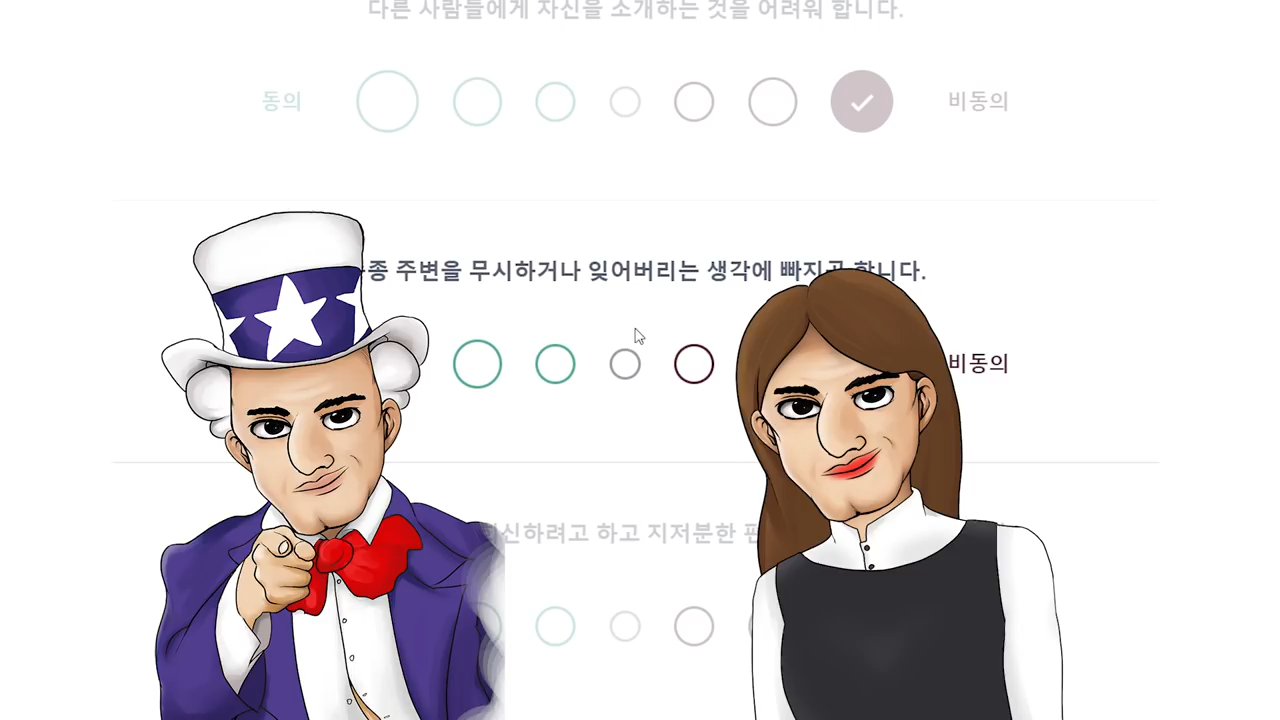 다른 사람들에게 자신을 소개하는 것을 어려워 합니다.
동의 비동의
종 주변을 무시하거나 잊어버리는 생각에 빠지곤 합니다.
비동의
하려고 하고 지저분한